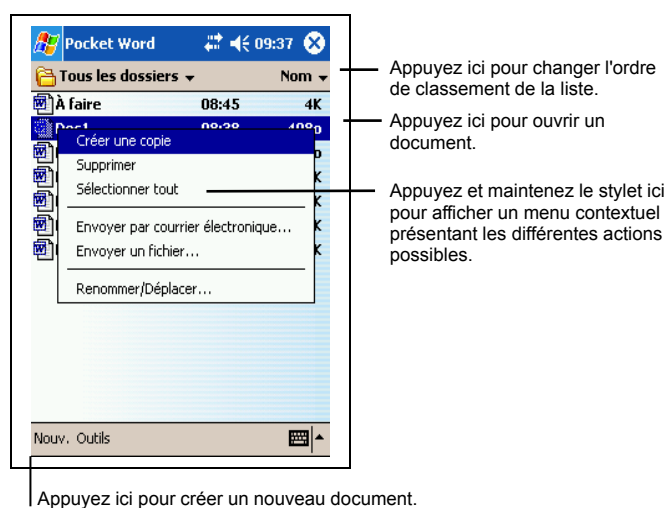 Pocket Word 09:37
Tous les dossiers Nom
À faire 08:45 4K
Créer une copie
Supprimer
Sélectionner tout
Envoyer par courrier électronique...
Envoyer un fichier...
Renommer/Déplacer...
Nouv. Outils
Appuyez ici pour changer l'ordre
de classement de la liste.
Appuyez ici pour ouvrir un
document.
Appuyez et maintenez le stylet ici
pour afficher un menu contextuel
présentant les différentes actions
possibles.
Appuyez ici pour créer un nouveau document.